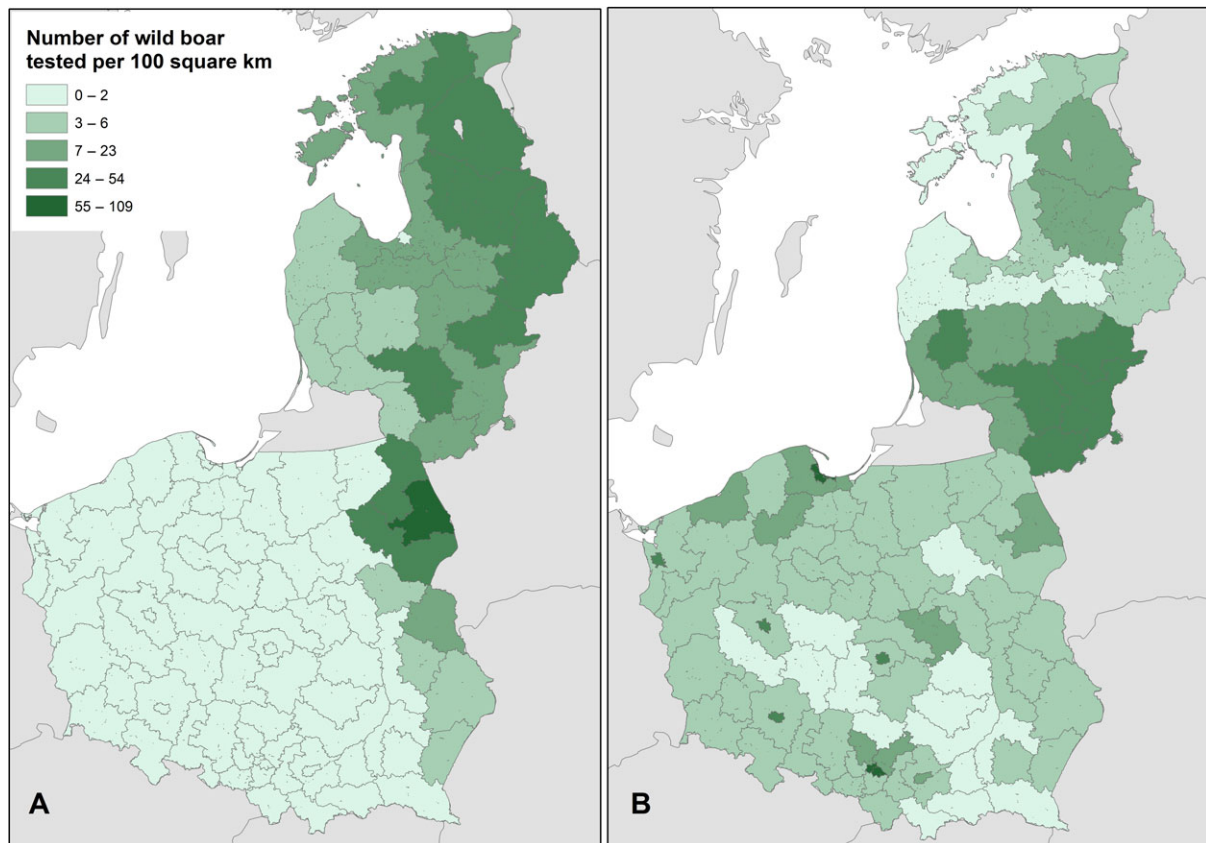 Number of wild boar
tested per 100 square km
0 – 2
3 – 6
7 – 23
24 – 54
55 – 109
A
B